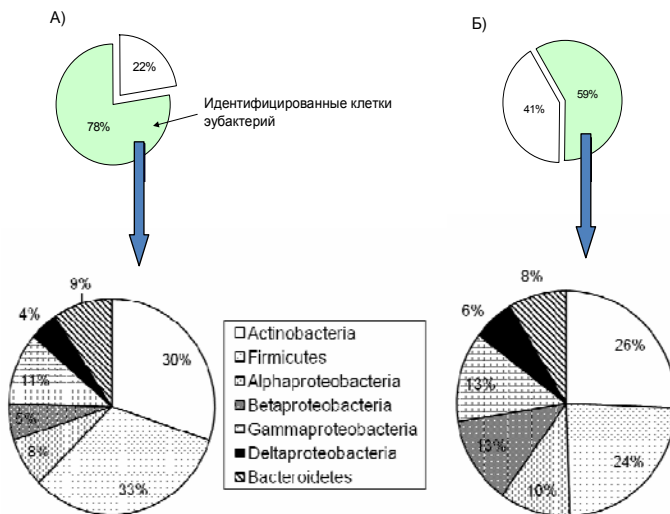 А)
Б)
22%
78%
59%
41%
Идентифицированные клетки
эубактерий
9%
4%
11%
5%
8%
33%
30%
Actinobacteria
Firmicutes
Alphaproteobacteria
Betaproteobacteria
Gammaproteobacteria
Deltaproteobacteria
Bacteroidetes
8%
6%
13%
13%
10%
24%
26%